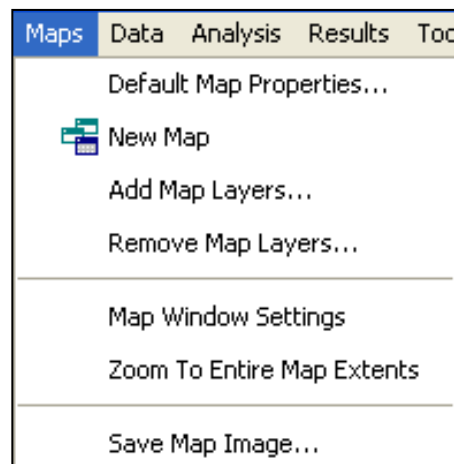 Maps Data Analysis Results
Default Map Properties...
New Map
Add Map Layers...
Remove Map Layers...
Map Window Settings
Zoom To Entire Map Extents
Save Map Image...